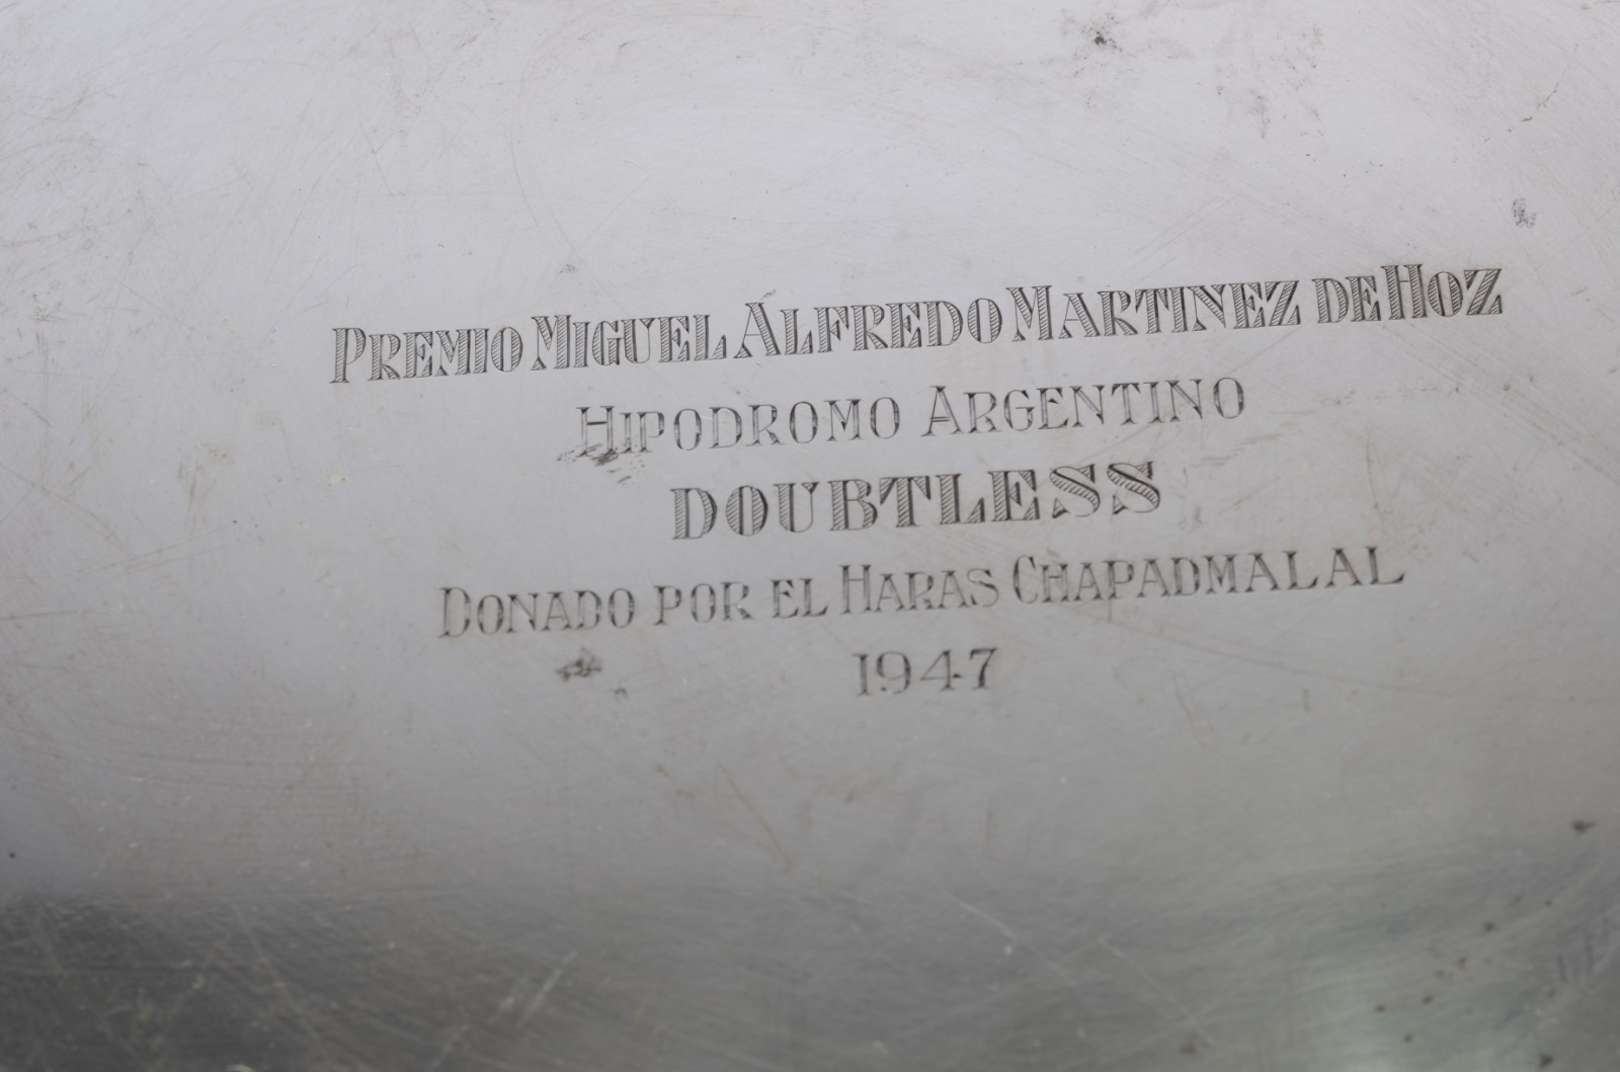 PREMIO MIGUEL ALFREDO MARTINEZ DE HOZ
HIPODROMO ARGENTINO
DOUBTLESS
DONADO POR EL HARAS CHAPADMALAL
1947